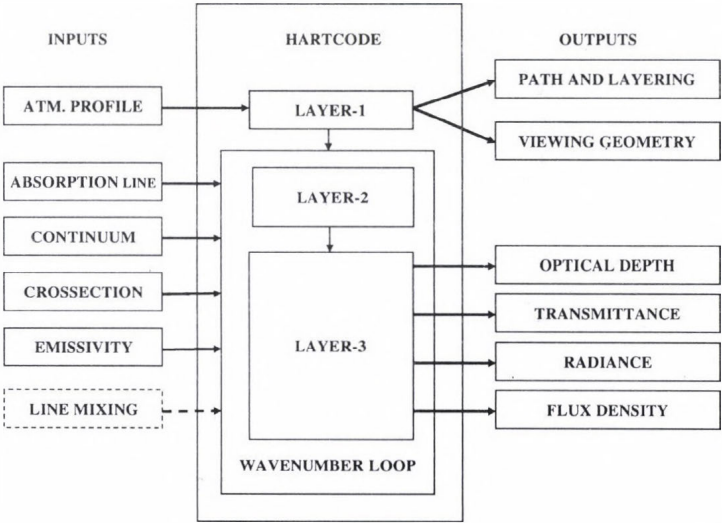 INPUTS
HARTCODE
OUTPUTS
ATM. PROFILE
LAYER-1
PATH AND LAYERING
VIEWING GEOMETRY
ABSORPTION LINE
LAYER-2
CONTINUUM
CROSSECTION
EMISSIVITY
LINE MIXING
LAYER-3
OPTICAL DEPTH
TRANSMITTANCE
RADIANCE
FLUX DENSITY
WAVENUMBER LOOP